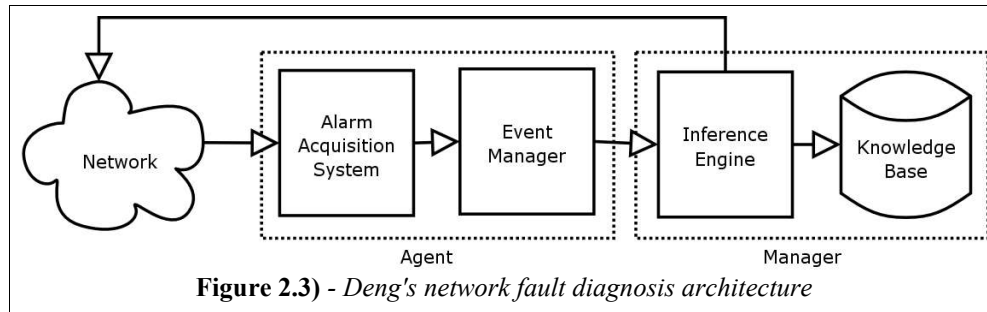 Network
Alarm
Acquisition
System
Event
Manager
Inference
Engine
Knowledge
Base
Agent
Manager
Figure 2.3) - Deng's network fault diagnosis architecture